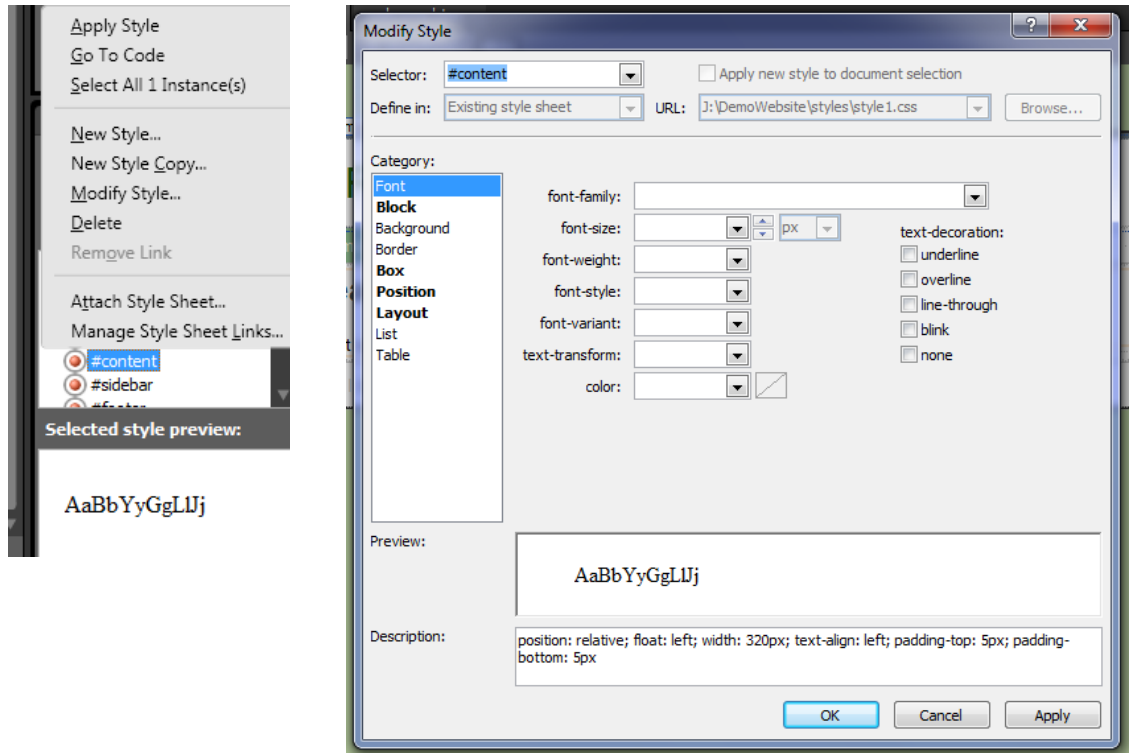 Apply Style
Go To Code
Select All 1 Instance(s)
New Style...
New Style Copy...
Modify Style...
Delete
Remove Link
Attach Style Sheet...
Manage Style Sheet Links...
#content
#sidebar
Selected style preview:
AaBbYyGgLlJj
Modify Style
Selector: #content Apply new style to document selection
Define in: Existing style sheet URL: J:\DemoWebsite\styles\style1.css Browse...
Category:
Font
Block
Background
Border
Box
Position
Layout
List
Table
font-family:
font-size: px
font-weight:
font-style:
font-variant:
text-transform:
color:
text-decoration:
underline
overline
line-through
blink
none
Preview:
AaBbYyGgLlJj
Description:
position: relative; float: left; width: 320px; text-align: left; padding-top: 5px; padding-
bottom: 5px
OK Cancel Apply